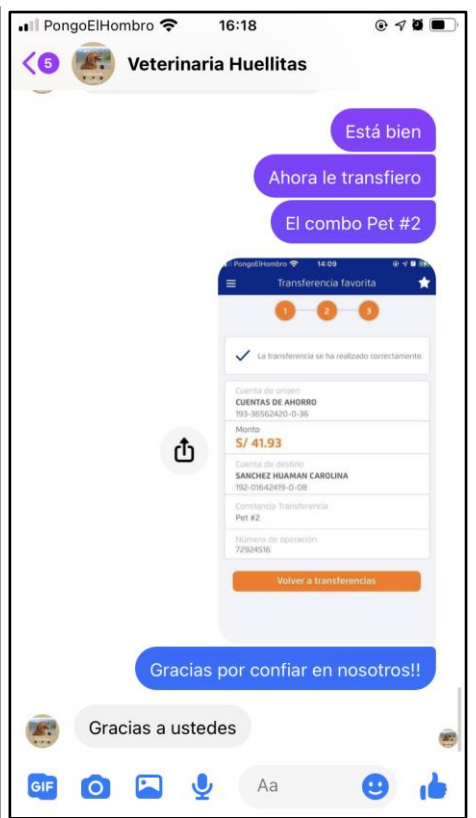 PongoElHombro 16:18
5 Veterinaria Huellitas
Está bien
Ahora le transfiero
El combo Pet #2
PongoElHombro 14:09
Transferencia favorita
1 2 3
La transferencia se ha realizado correctamente
Cuenta de origen
CUENTAS DE AHORRO
193-36562420-0-36
Monto
S/ 41.93
Cuenta de destino
SANCHEZ HUAMAN CAROLINA
192-01642419-0-08
Constancia Transferencia
Pet #2
Número de operación
72924516
Volver a transferencias
Gracias por confiar en nosotros!!
Gracias a ustedes
GIF Aa